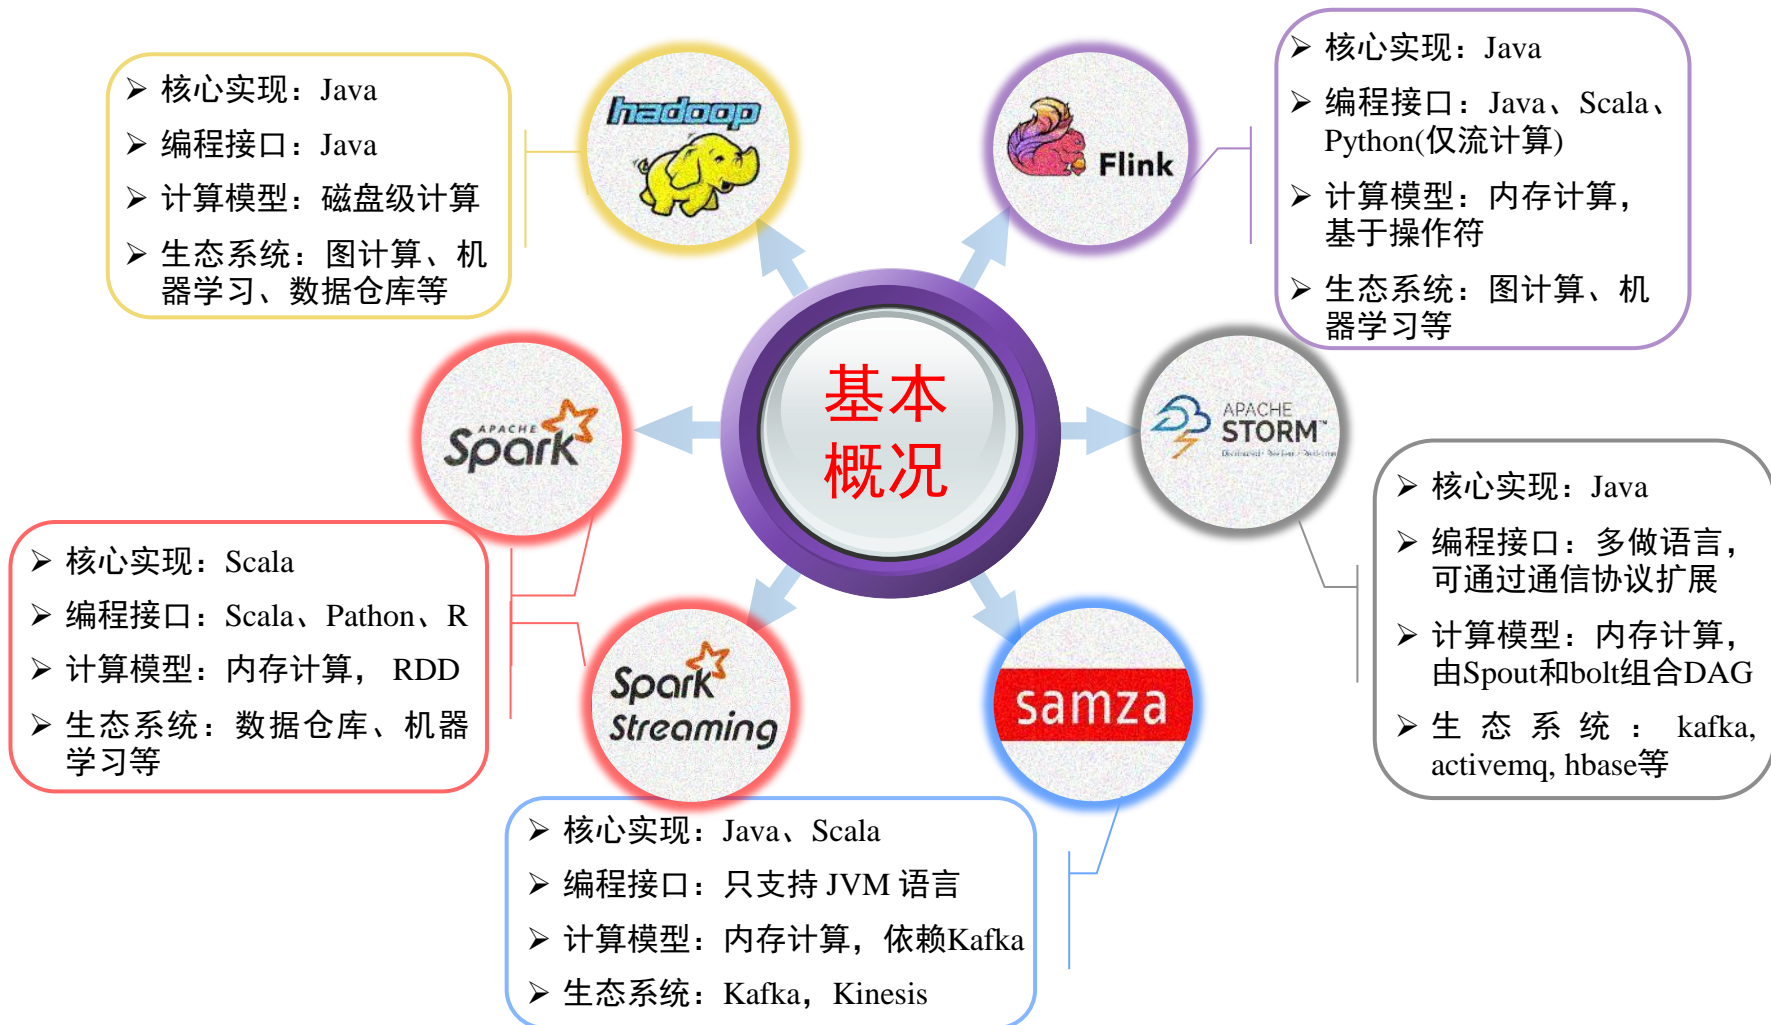 核心实现：Java
编程接口：Java
计算模型：磁盘级计算
生态系统：图计算、机
器学习、数据仓库等
hadoop
Flink
核心实现：Java
编程接口：Java、Scala、
Python(仅流计算)
计算模型：内存计算，
基于操作符
生态系统：图计算、机
器学习等
基本
概况
APACHE
Spark
APACHE
STORM™
核心实现：Java
编程接口：多做语言，
可通过通信协议扩展
计算模型：内存计算，
由Spout和bolt组合DAG
生态系统：kafka,
activemq, hbase等
核心实现：Scala
编程接口：Scala、Pathon、R
计算模型：内存计算， RDD
生态系统：数据仓库、机器
学习等
Spark
Streaming
samza
核心实现：Java、Scala
编程接口：只支持 JVM 语言
计算模型：内存计算，依赖Kafka
生态系统：Kafka，Kinesis